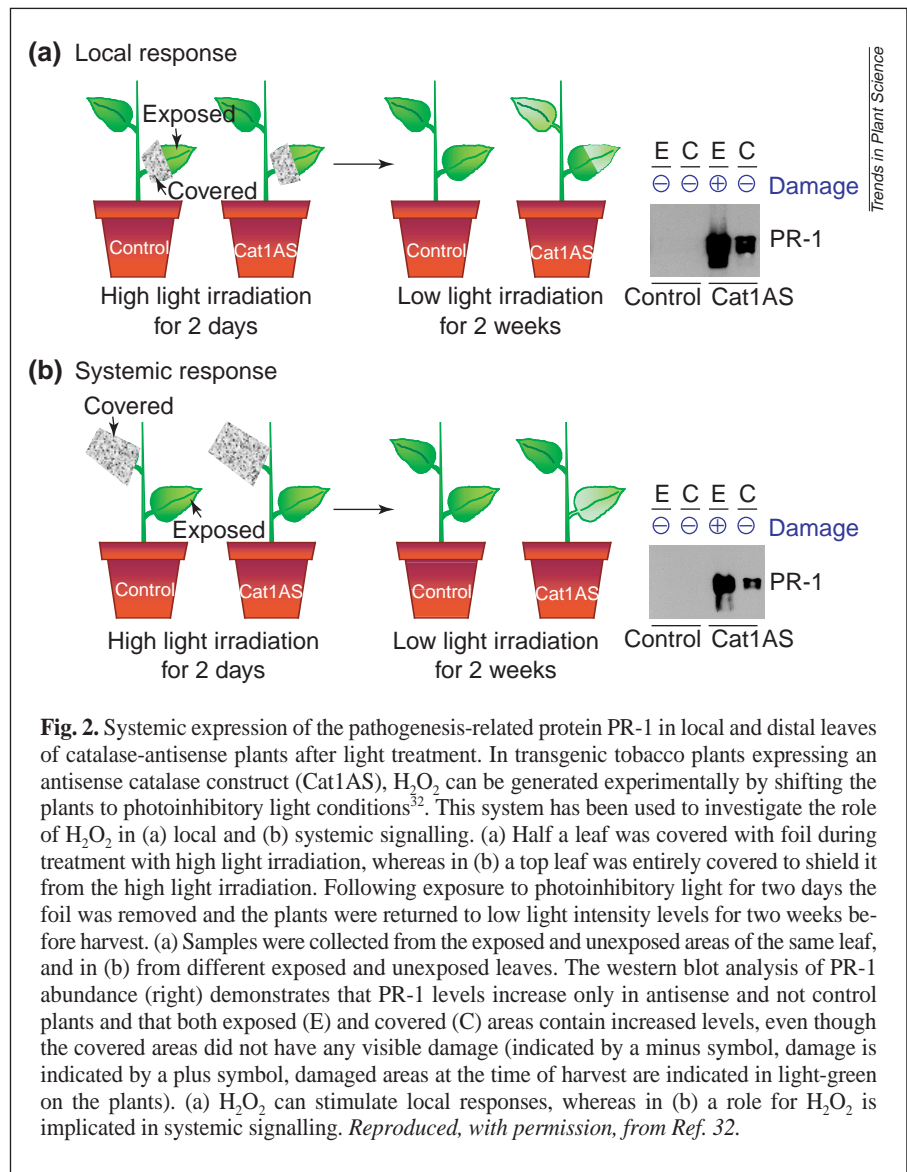 (a) Local response
Exposed
Covered
Control
Cat1AS
Control
Cat1AS
High light irradiation
for 2 days
Low light irradiation
for 2 weeks
E C E C
⊖ ⊖ ⊕ ⊖ Damage
PR-1
Control Cat1AS
Trends in Plant Science
(b) Systemic response
Covered
Exposed
Control
Cat1AS
Control
Cat1AS
High light irradiation
for 2 days
Low light irradiation
for 2 weeks
E C E C
⊖ ⊖ ⊕ ⊖ Damage
PR-1
Control Cat1AS
Fig. 2. Systemic expression of the pathogenesis-related protein PR-1 in local and distal leaves
of catalase-antisense plants after light treatment. In transgenic tobacco plants expressing an
antisense catalase construct (Cat1AS), H₂O₂ can be generated experimentally by shifting the
plants to photoinhibitory light conditions³². This system has been used to investigate the role
of H₂O₂ in (a) local and (b) systemic signalling. (a) Half a leaf was covered with foil during
treatment with high light irradiation, whereas in (b) a top leaf was entirely covered to shield it
from the high light irradiation. Following exposure to photoinhibitory light for two days the
foil was removed and the plants were returned to low light intensity levels for two weeks be-
fore harvest. (a) Samples were collected from the exposed and unexposed areas of the same leaf,
and in (b) from different exposed and unexposed leaves. The western blot analysis of PR-1
abundance (right) demonstrates that PR-1 levels increase only in antisense and not control
plants and that both exposed (E) and covered (C) areas contain increased levels, even though
the covered areas did not have any visible damage (indicated by a minus symbol, damage is
indicated by a plus symbol, damaged areas at the time of harvest are indicated in light-green
on the plants). (a) H₂O₂ can stimulate local responses, whereas in (b) a role for H₂O₂ is
implicated in systemic signalling. Reproduced, with permission, from Ref. 32.